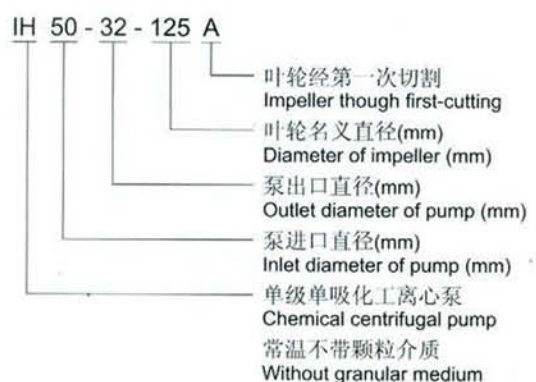 IH 50 - 32 - 125 A
叶轮经第一次切割
Impeller though first-cutting
叶轮名义直径(mm)
Diameter of impeller (mm)
泵出口直径(mm)
Outlet diameter of pump (mm)
泵进口直径(mm)
Inlet diameter of pump (mm)
单级单吸化工离心泵
Chemical centrifugal pump
常温不带颗粒介质
Without granular medium